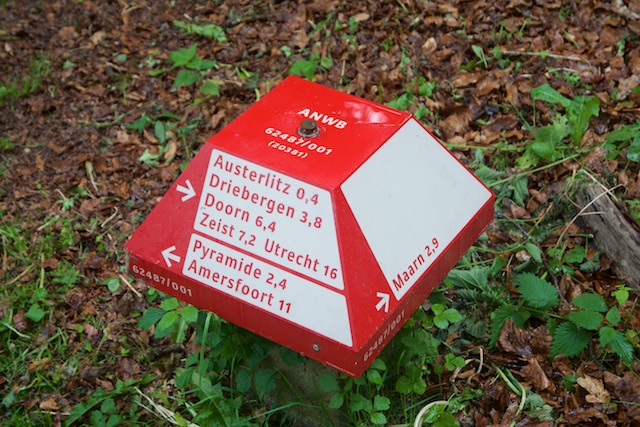 ANWB
62487/001
(20381)
→ Austerlitz 0,4
Driebergen 3,8
Doorn 6,4
Zeist 7,2 Utrecht 16
← Pyramide 2,4
Amersfoort 11
62487/001
→ Maarn 2,9
62487/001